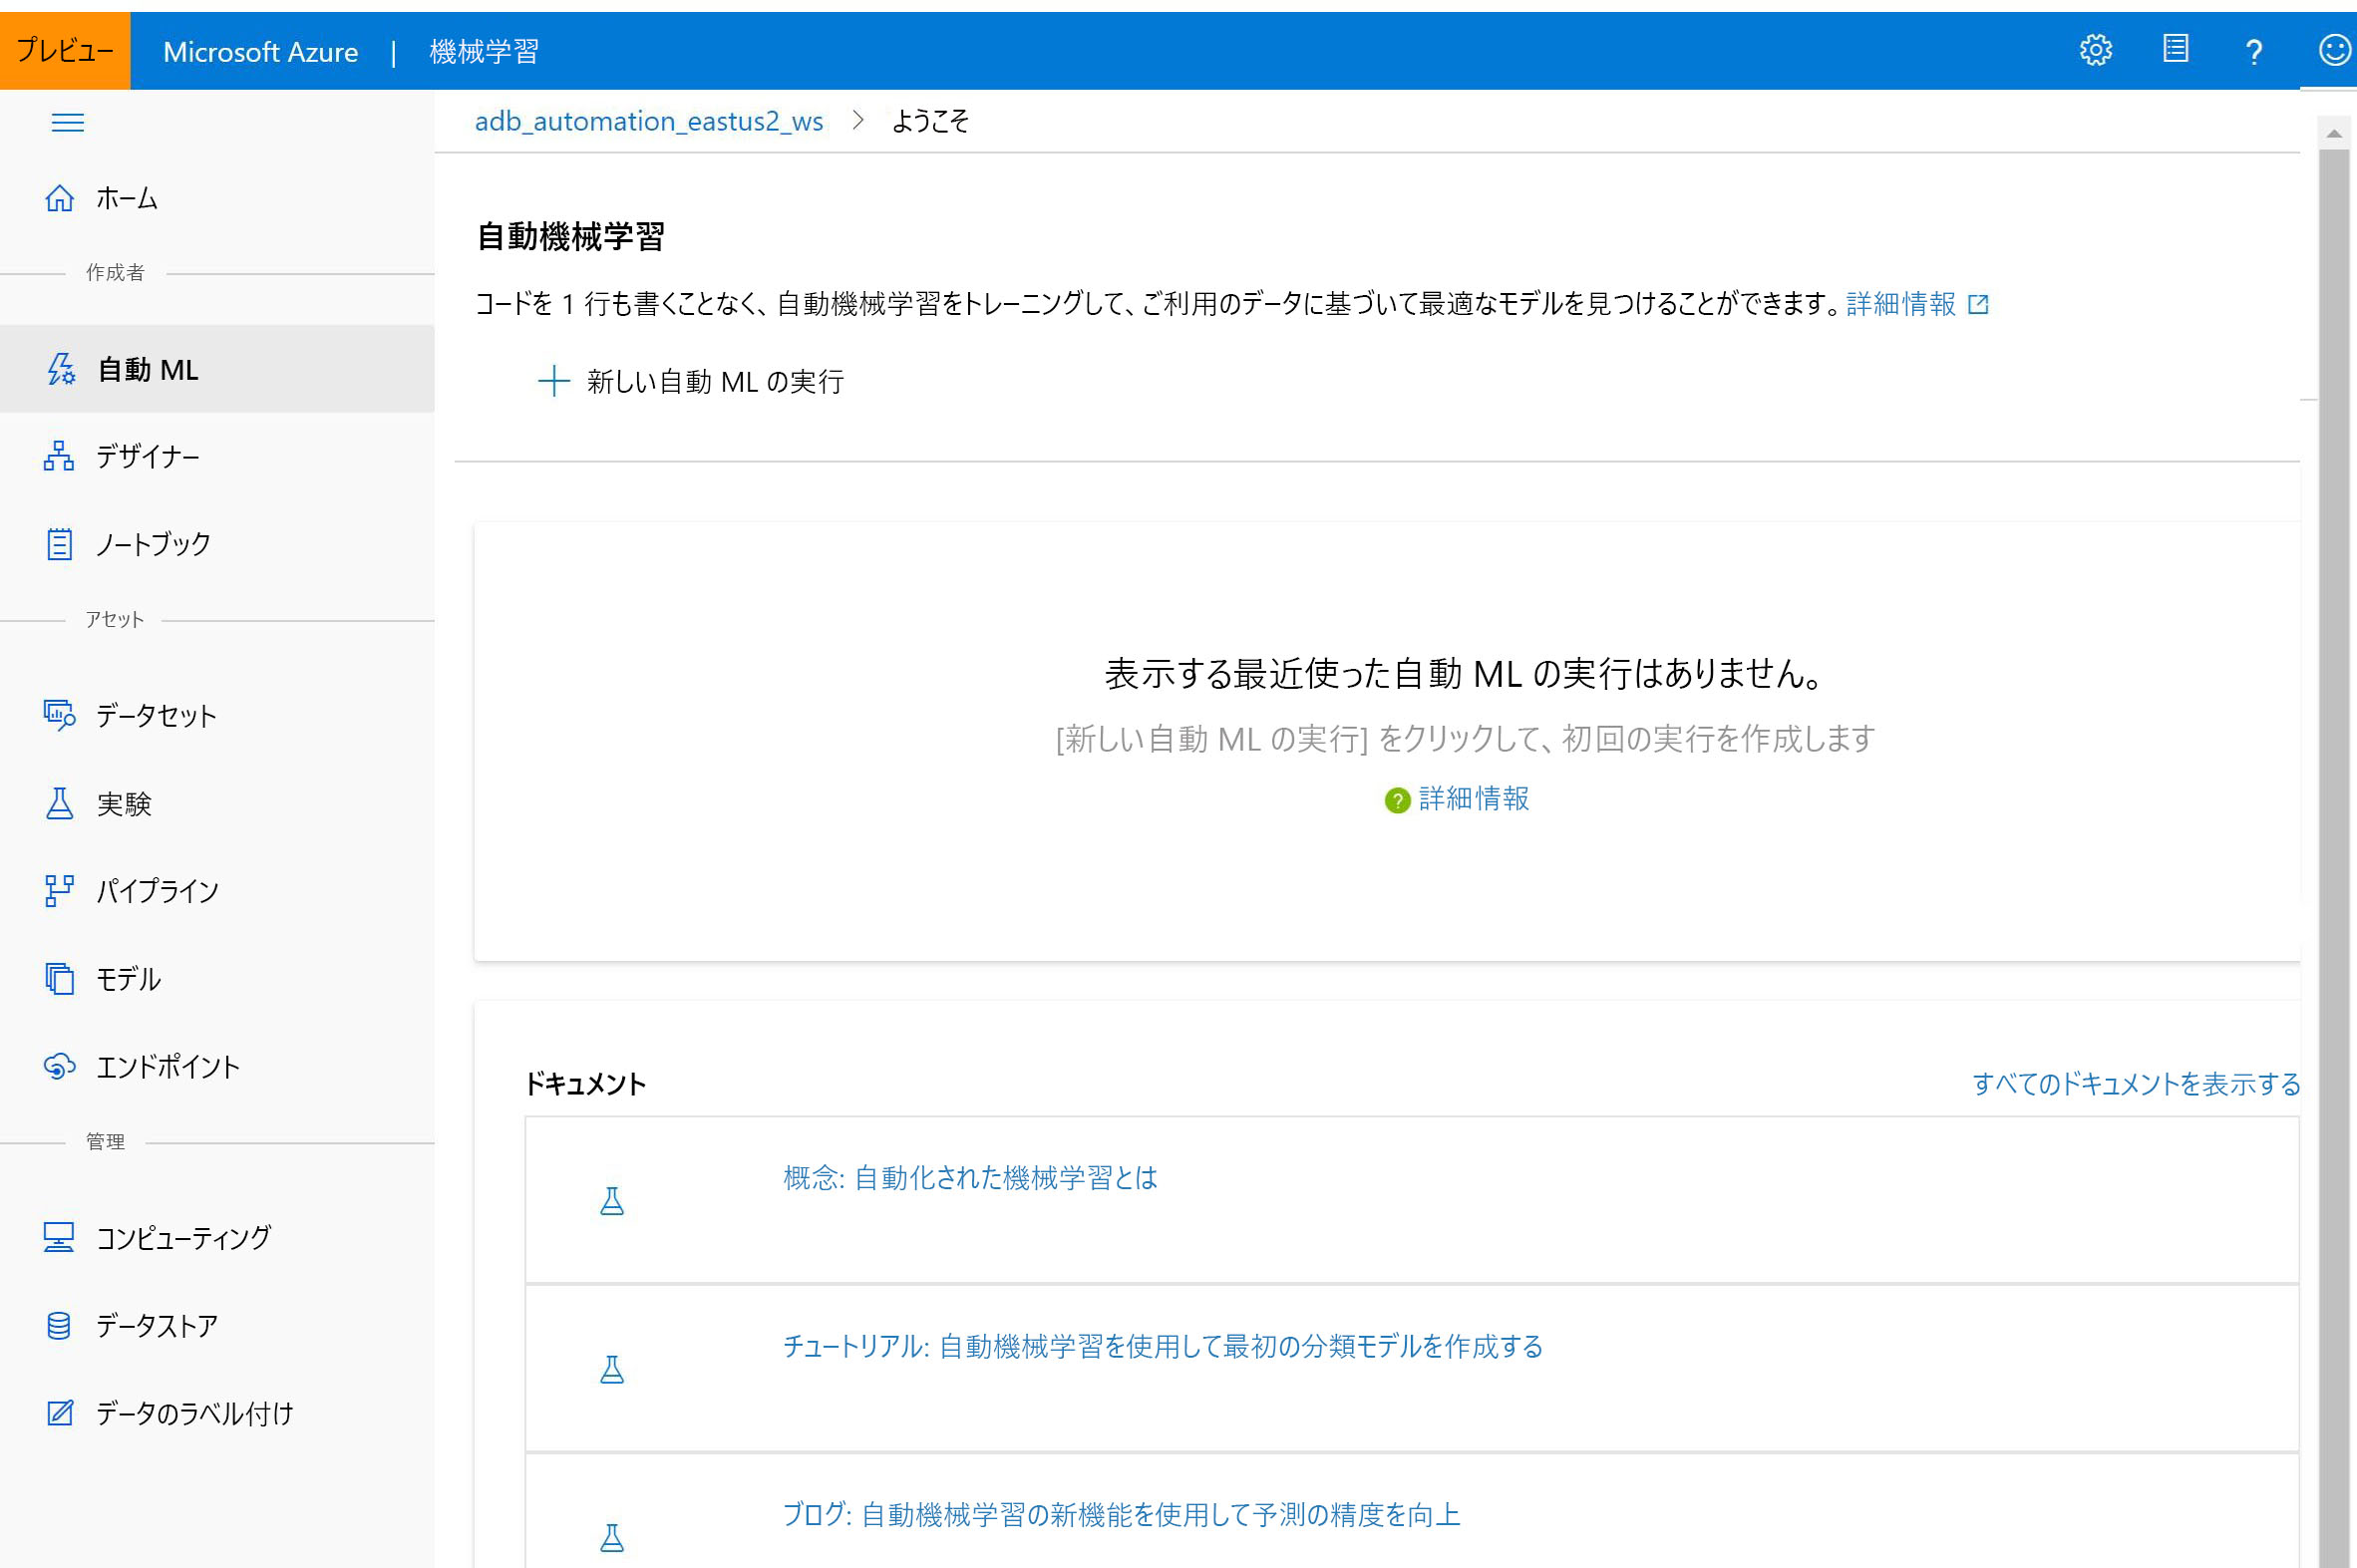 プレビュー
Microsoft Azure | 機械学習
adb_automation_eastus2_ws > ようこそ
ホーム
作成者
自動 ML
デザイナー
ノートブック
アセット
データセット
実験
パイプライン
モデル
エンドポイント
管理
コンピューティング
データストア
データのラベル付け
自動機械学習
コードを 1 行も書くことなく、自動機械学習をトレーニングして、ご利用のデータに基づいて最適なモデルを見つけることができます。詳細情報
新しい自動 ML の実行
表示する最近使った自動 ML の実行はありません。
[新しい自動 ML の実行] をクリックして、初回の実行を作成します
詳細情報
ドキュメント
すべてのドキュメントを表示する
概念: 自動化された機械学習とは
チュートリアル: 自動機械学習を使用して最初の分類モデルを作成する
ブログ: 自動機械学習の新機能を使用して予測の精度を向上